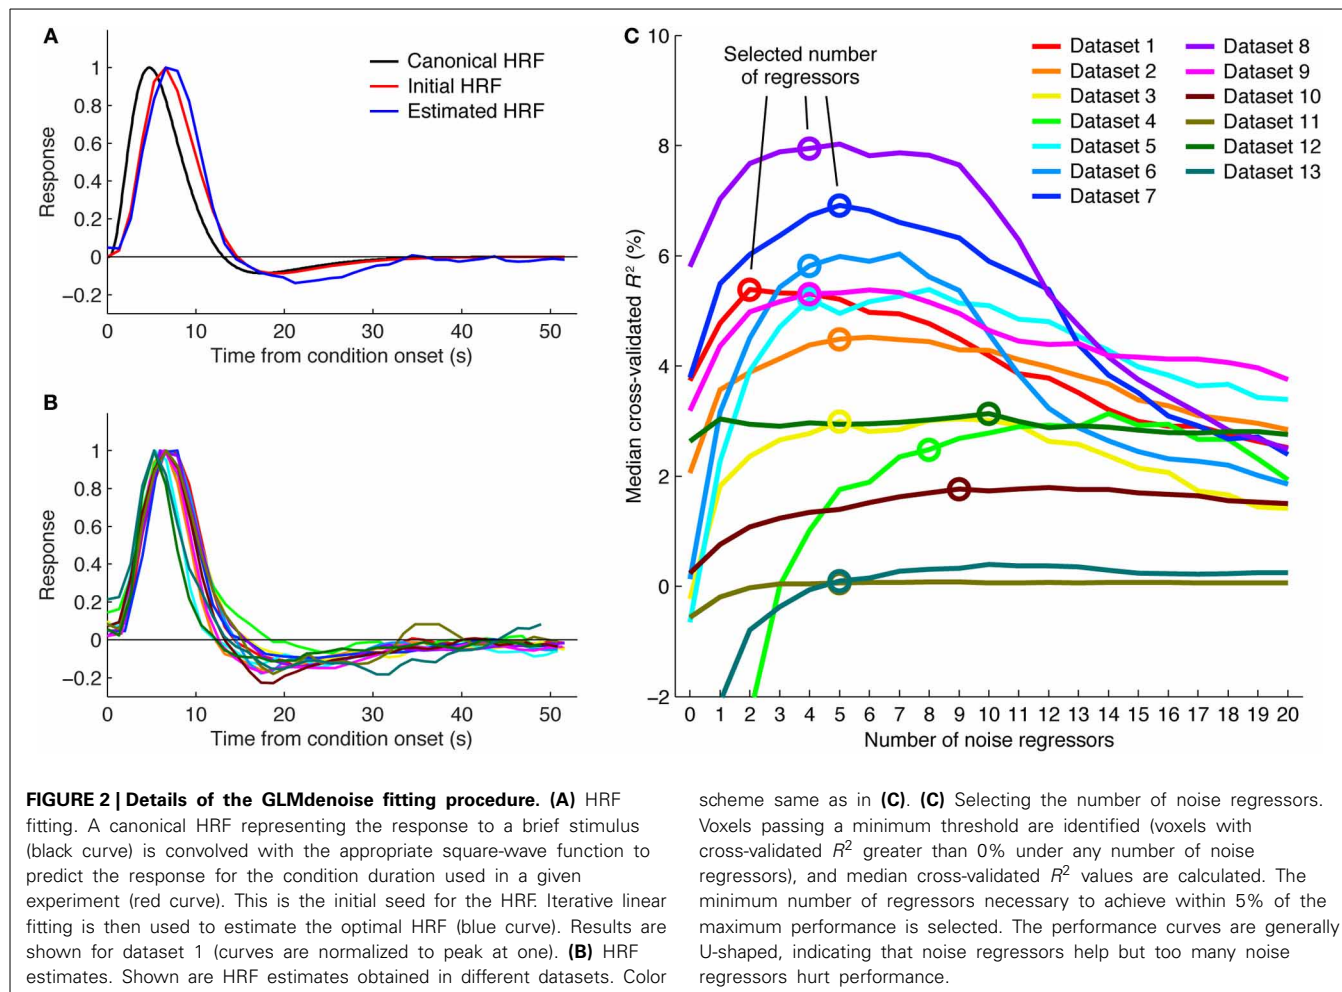 A
Canonical HRF
Initial HRF
Estimated HRF
Response
1
0.8
0.6
0.4
0.2
0
−0.2
0 10 20 30 40 50
Time from condition onset (s)
B
Response
1
0.8
0.6
0.4
0.2
0
−0.2
0 10 20 30 40 50
Time from condition onset (s)
C
Selected number
of regressors
Dataset 1
Dataset 2
Dataset 3
Dataset 4
Dataset 5
Dataset 6
Dataset 7
Dataset 8
Dataset 9
Dataset 10
Dataset 11
Dataset 12
Dataset 13
Median cross-validated R² (%)
10
8
6
4
2
0
−2
0 1 2 3 4 5 6 7 8 9 10 11 12 13 14 15 16 17 18 19 20
Number of noise regressors
FIGURE 2 | Details of the GLMdenoise fitting procedure. (A) HRF
fitting. A canonical HRF representing the response to a brief stimulus
(black curve) is convolved with the appropriate square-wave function to
predict the response for the condition duration used in a given
experiment (red curve). This is the initial seed for the HRF. Iterative linear
fitting is then used to estimate the optimal HRF (blue curve). Results are
shown for dataset 1 (curves are normalized to peak at one). (B) HRF
estimates. Shown are HRF estimates obtained in different datasets. Color
scheme same as in (C). (C) Selecting the number of noise regressors.
Voxels passing a minimum threshold are identified (voxels with
cross-validated R² greater than 0% under any number of noise
regressors), and median cross-validated R² values are calculated. The
minimum number of regressors necessary to achieve within 5% of the
maximum performance is selected. The performance curves are generally
U-shaped, indicating that noise regressors help but too many noise
regressors hurt performance.